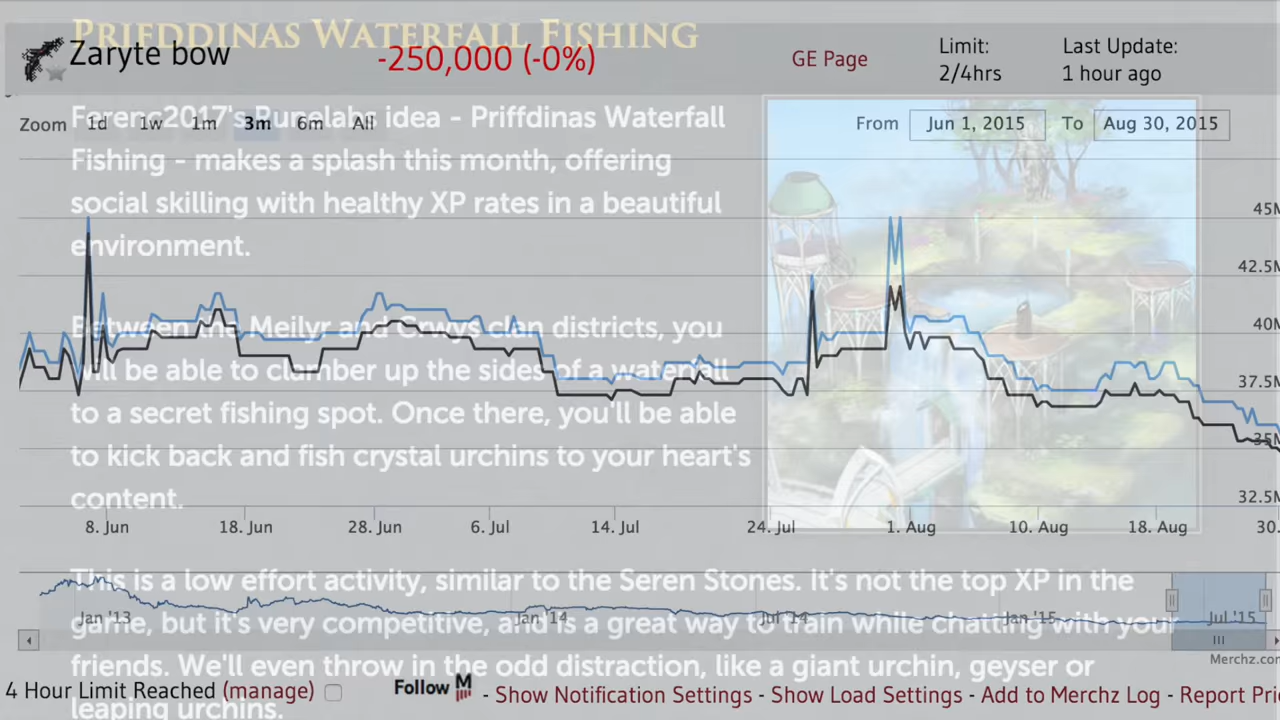 PRIFDDINAS WATERFALL FISHING
Zaryte bow
-250,000 (-0%)
GE Page
Limit:
2/4hrs
Last Update:
1 hour ago
2017's Runelabs idea - Priffdinas Waterfall
Fishing - makes a splash this month, offering
social skilling with healthy XP rates in a beautiful
environment.
Zoom 1d 1w 1m 3m 6m All
From Jun 1, 2015 To Aug 30, 2015
45M
42.5M
40M
37.5M
35M
32.5M
Between the Meilyr and Crwys clan districts, you
will be able to clamber up the sides of a waterfall
to a secret fishing spot. Once there, you'll be able
to kick back and fish crystal urchins to your heart's
content.
8. Jun 18. Jun 28. Jun 6. Jul 14. Jul 24. Jul 1. Aug 10. Aug 18. Aug 30.
This is a low effort activity, similar to the Seren Stones. It's not the top XP in the
game, but it's very competitive, and is a great way to train while chatting with your
friends. We'll even throw in the odd distraction, like a giant urchin, geyser or
leaping urchins.
Jan '13 Jan '14 Jul '14 Jan '15 Jul '15
Merchz.com
4 Hour Limit Reached (manage)
Follow M - Show Notification Settings - Show Load Settings - Add to Merchz Log - Report Pri